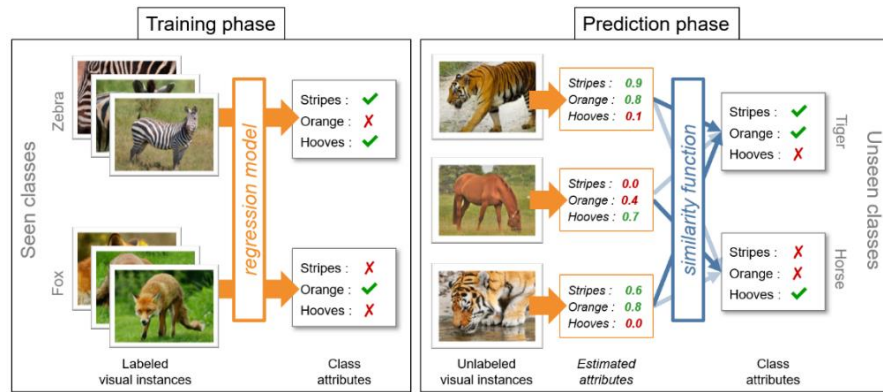 Training phase
Seen classes
Zebra
Fox
regression model
Stripes : ✔
Orange : ✗
Hooves : ✔
Stripes : ✗
Orange : ✔
Hooves : ✗
Labeled
visual instances
Class
attributes
Prediction phase
Stripes : 0.9
Orange : 0.8
Hooves : 0.1
Stripes : 0.0
Orange : 0.4
Hooves : 0.7
Stripes : 0.6
Orange : 0.8
Hooves : 0.0
similarity function
Stripes : ✔
Orange : ✔
Hooves : ✗
Stripes : ✗
Orange : ✗
Hooves : ✔
Tiger
Horse
Unseen classes
Unlabeled
visual instances
Estimated
attributes
Class
attributes